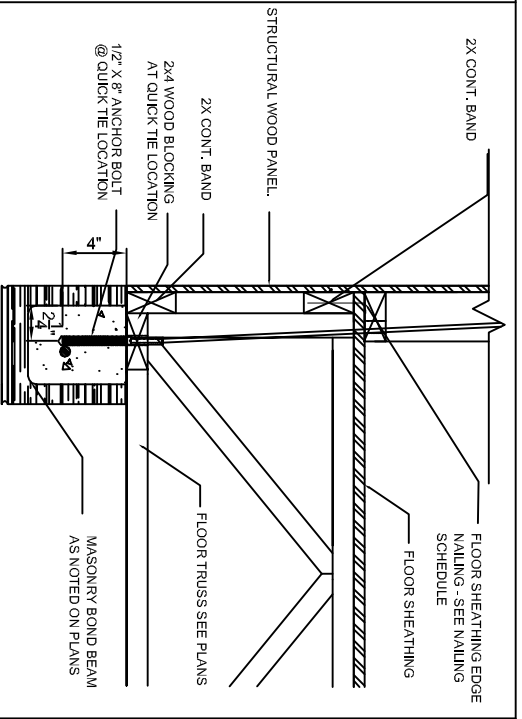 2X CONT. BAND
STRUCTURAL WOOD PANEL.
2X CONT. BAND
2x4 WOOD BLOCKING
AT QUICK TIE LOCATION
1/2" X 8" ANCHOR BOLT
@ QUICK TIE LOCATION
4"
2 1/4"
FLOOR SHEATHING EDGE
NAILING - SEE NAILING
SCHEDULE
FLOOR SHEATHING
FLOOR TRUSS SEE PLANS
MASONRY BOND BEAM
AS NOTED ON PLANS